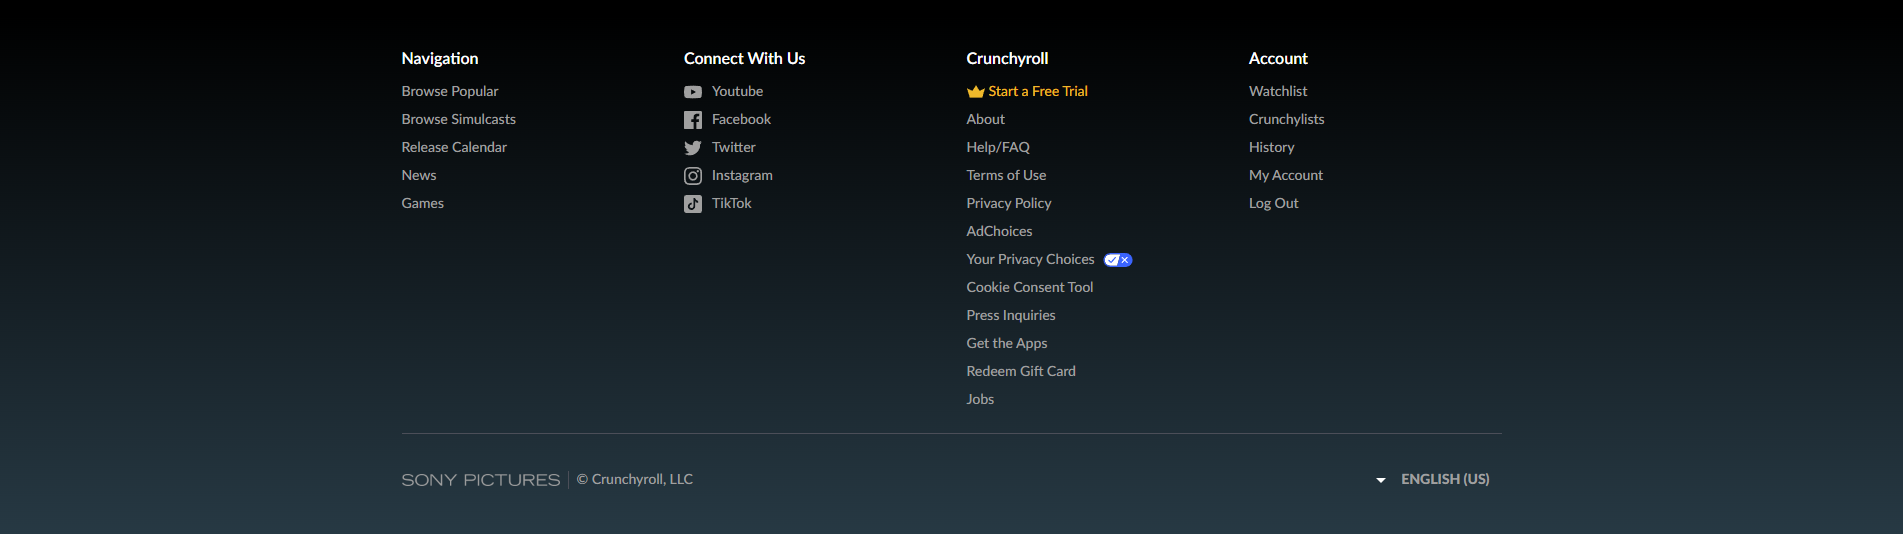 Navigation
Browse Popular
Browse Simulcasts
Release Calendar
News
Games
Connect With Us
Youtube
Facebook
Twitter
Instagram
TikTok
Crunchyroll
Start a Free Trial
About
Help/FAQ
Terms of Use
Privacy Policy
AdChoices
Your Privacy Choices
Cookie Consent Tool
Press Inquiries
Get the Apps
Redeem Gift Card
Jobs
Account
Watchlist
Crunchylists
History
My Account
Log Out
SONY PICTURES | © Crunchyroll, LLC
ENGLISH (US)